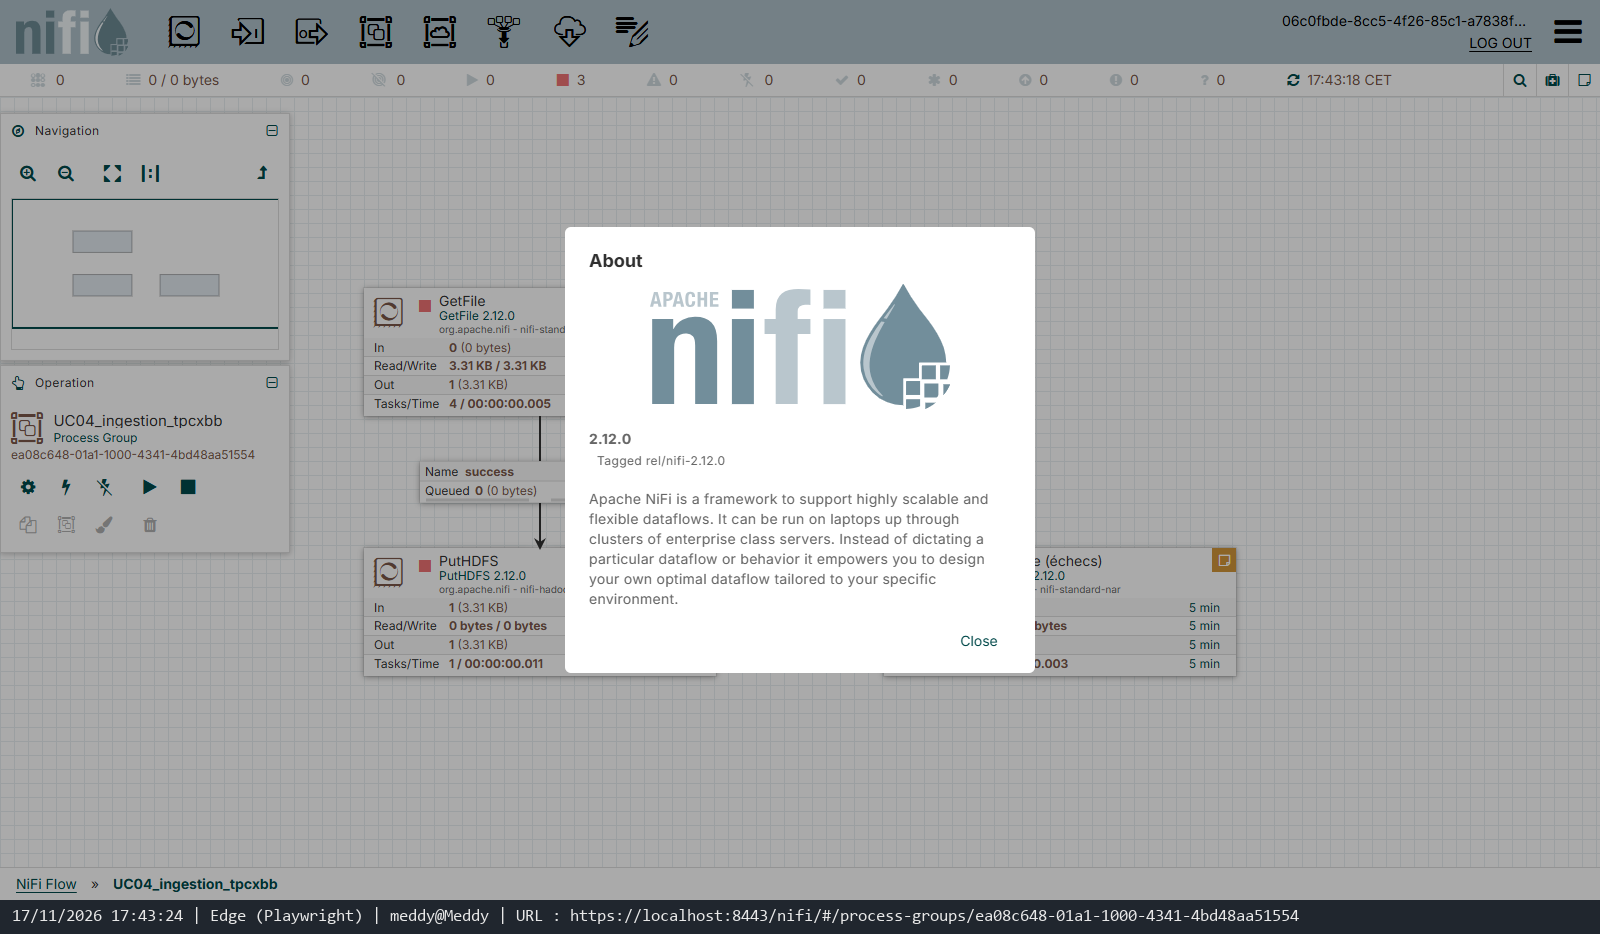 nifi
06c0fbde-8cc5-4f26-85c1-a7838f...
LOG OUT
0 0 / 0 bytes 0 0 0 3 0 0 0 0 0 0 0 17:43:18 CET
Navigation
Operation
UC04_ingestion_tpcxbb
Process Group
ea08c648-01a1-1000-4341-4bd48aa51554
GetFile
GetFile 2.12.0
org.apache.nifi - nifi-stand
In 0 (0 bytes)
Read/Write 3.31 KB / 3.31 KB
Out 1 (3.31 KB)
Tasks/Time 4 / 00:00:00.005
Name success
Queued 0 (0 bytes)
PutHDFS
PutHDFS 2.12.0
org.apache.nifi - nifi-hadoo
In 1 (3.31 KB)
Read/Write 0 bytes / 0 bytes
Out 1 (3.31 KB)
Tasks/Time 1 / 00:00:00.011
About
APACHE
nifi
2.12.0
Tagged rel/nifi-2.12.0
Apache NiFi is a framework to support highly scalable and
flexible dataflows. It can be run on laptops up through
clusters of enterprise class servers. Instead of dictating a
particular dataflow or behavior it empowers you to design
your own optimal dataflow tailored to your specific
environment.
Close
e (échecs)
2.12.0
- nifi-standard-nar
5 min
bytes 5 min
5 min
0.003 5 min
NiFi Flow » UC04_ingestion_tpcxbb
17/11/2026 17:43:24 | Edge (Playwright) | meddy@Meddy | URL : https://localhost:8443/nifi/#/process-groups/ea08c648-01a1-1000-4341-4bd48aa51554